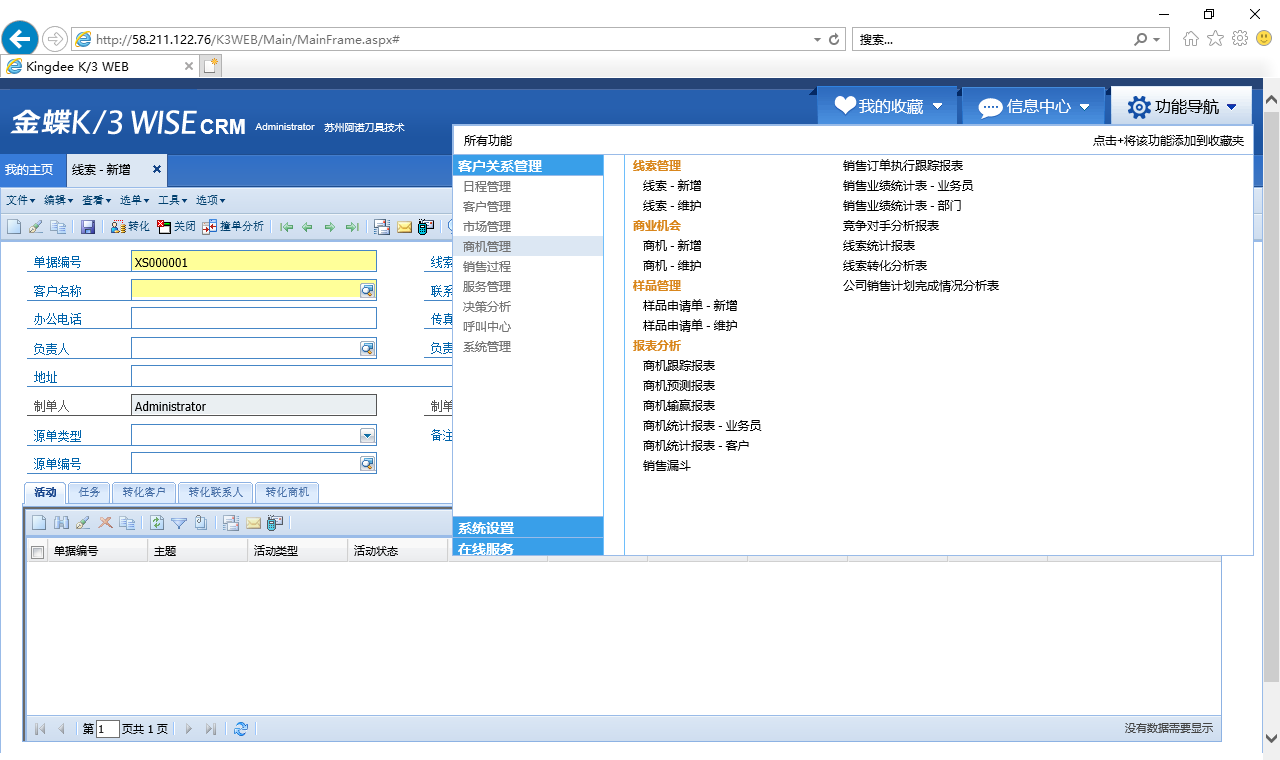 http://58.211.122.76/K3WEB/Main/MainFrame.aspx#
搜索...
Kingdee K/3 WEB
金蝶K/3 WISE CRM Administrator 苏州阿诺刀具技术
我的收藏 信息中心 功能导航
所有功能 点击+将该功能添加到收藏夹
我的主页 线索 - 新增
文件 编辑 查看 选单 工具 选项
转化 关闭 撞单分析
单据编号 XS000001 线索
客户名称 联系
办公电话 传真
负责人 负责
地址
制单人 Administrator 制单
源单类型 备注
源单编号
客户关系管理
日程管理
客户管理
市场管理
商机管理
销售过程
服务管理
决策分析
呼叫中心
系统管理
系统设置
在线服务
线索管理
线索 - 新增
线索 - 维护
商业机会
商机 - 新增
商机 - 维护
样品管理
样品申请单 - 新增
样品申请单 - 维护
报表分析
商机跟踪报表
商机预测报表
商机输赢报表
商机统计报表 - 业务员
商机统计报表 - 客户
销售漏斗
销售订单执行跟踪报表
销售业绩统计表 - 业务员
销售业绩统计表 - 部门
竞争对手分析报表
线索统计报表
线索转化分析表
公司销售计划完成情况分析表
活动 任务 转化客户 转化联系人 转化商机
单据编号 主题 活动类型 活动状态
第 1 页共 1 页 没有数据需要显示